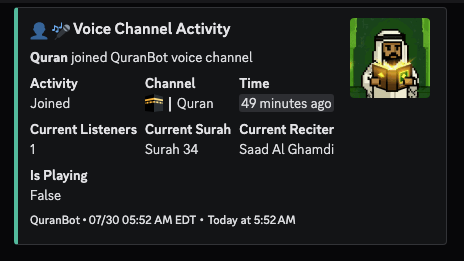 Voice Channel Activity
Quran joined QuranBot voice channel
Activity Channel Time
Joined | Quran 49 minutes ago
Current Listeners Current Surah Current Reciter
1 Surah 34 Saad Al Ghamdi
Is Playing
False
QuranBot • 07/30 05:52 AM EDT • Today at 5:52 AM